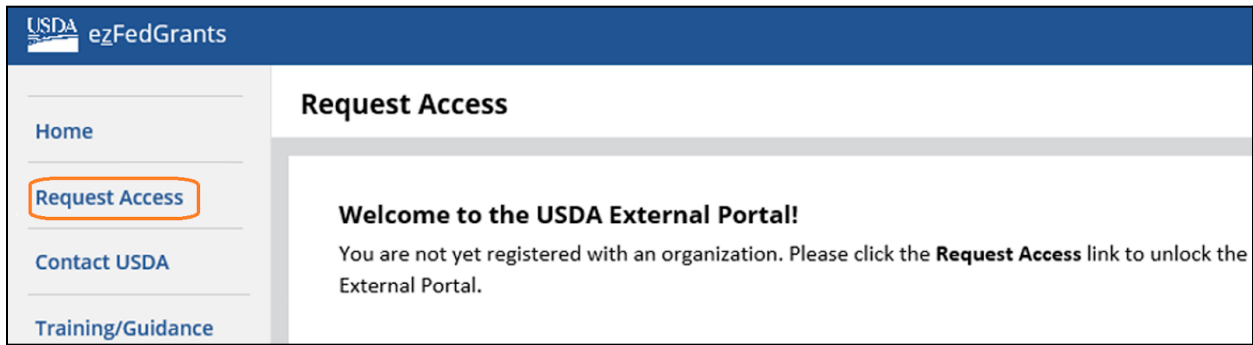 USDA ezFedGrants
Home
Request Access
Contact USDA
Training/Guidance
Request Access
Welcome to the USDA External Portal!
You are not yet registered with an organization. Please click the Request Access link to unlock the
External Portal.